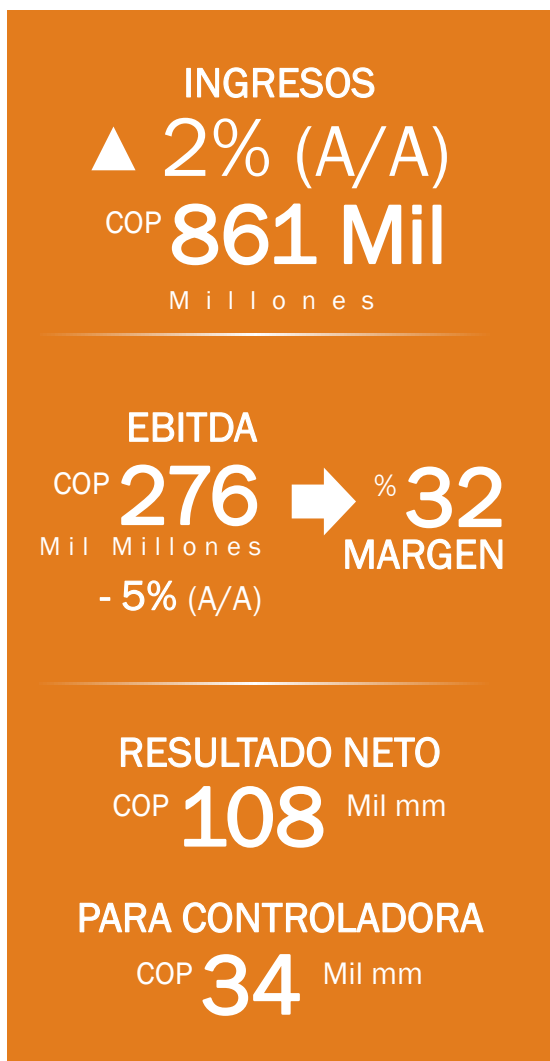 INGRESOS
▲ 2% (A/A)
COP 861 Mil
Millones
EBITDA
COP 276
Mil Millones
- 5% (A/A)
% 32
MARGEN
RESULTADO NETO
COP 108 Mil mm
PARA CONTROLADORA
COP 34 Mil mm